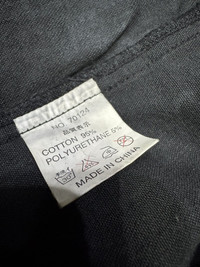 NO. 70124
品質表示
COTTON 95%
POLYURETHANE 5%
MADE IN CHINA